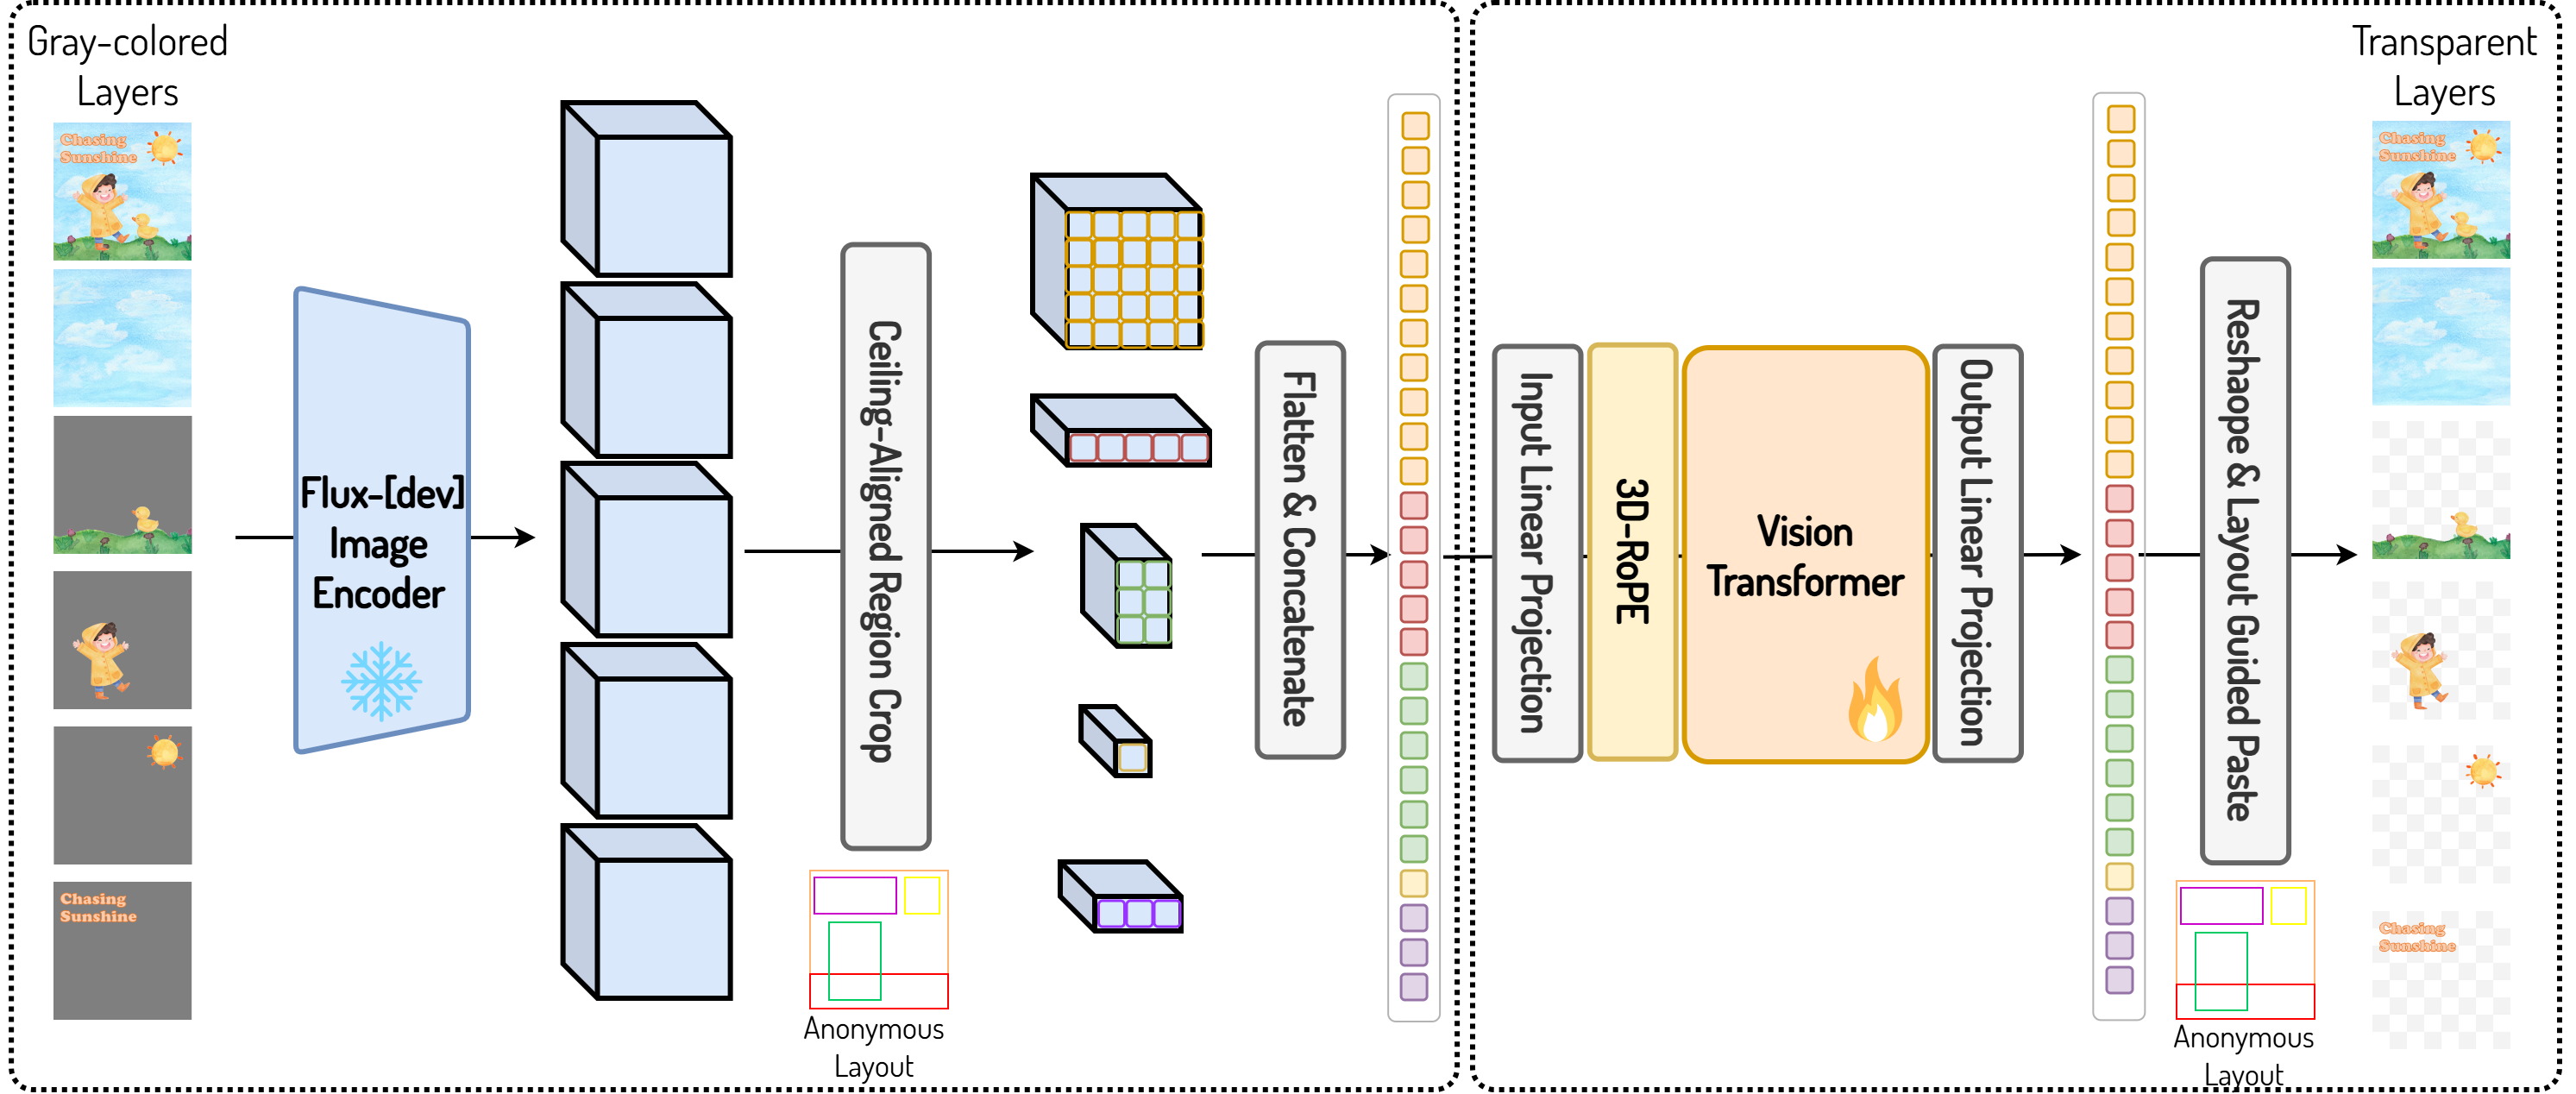 Gray-colored
Layers
Chasing
Sunshine
Chasing
Sunshine
Flux-[dev]
Image
Encoder
Ceiling-Aligned Region Crop
Anonymous
Layout
Flatten & Concatenate
Input Linear Projection
3D-RoPE
Vision
Transformer
Output Linear Projection
Reshaope & Layout Guided Paste
Anonymous
Layout
Transparent
Layers
Chasing
Sunshine
Chasing
Sunshine